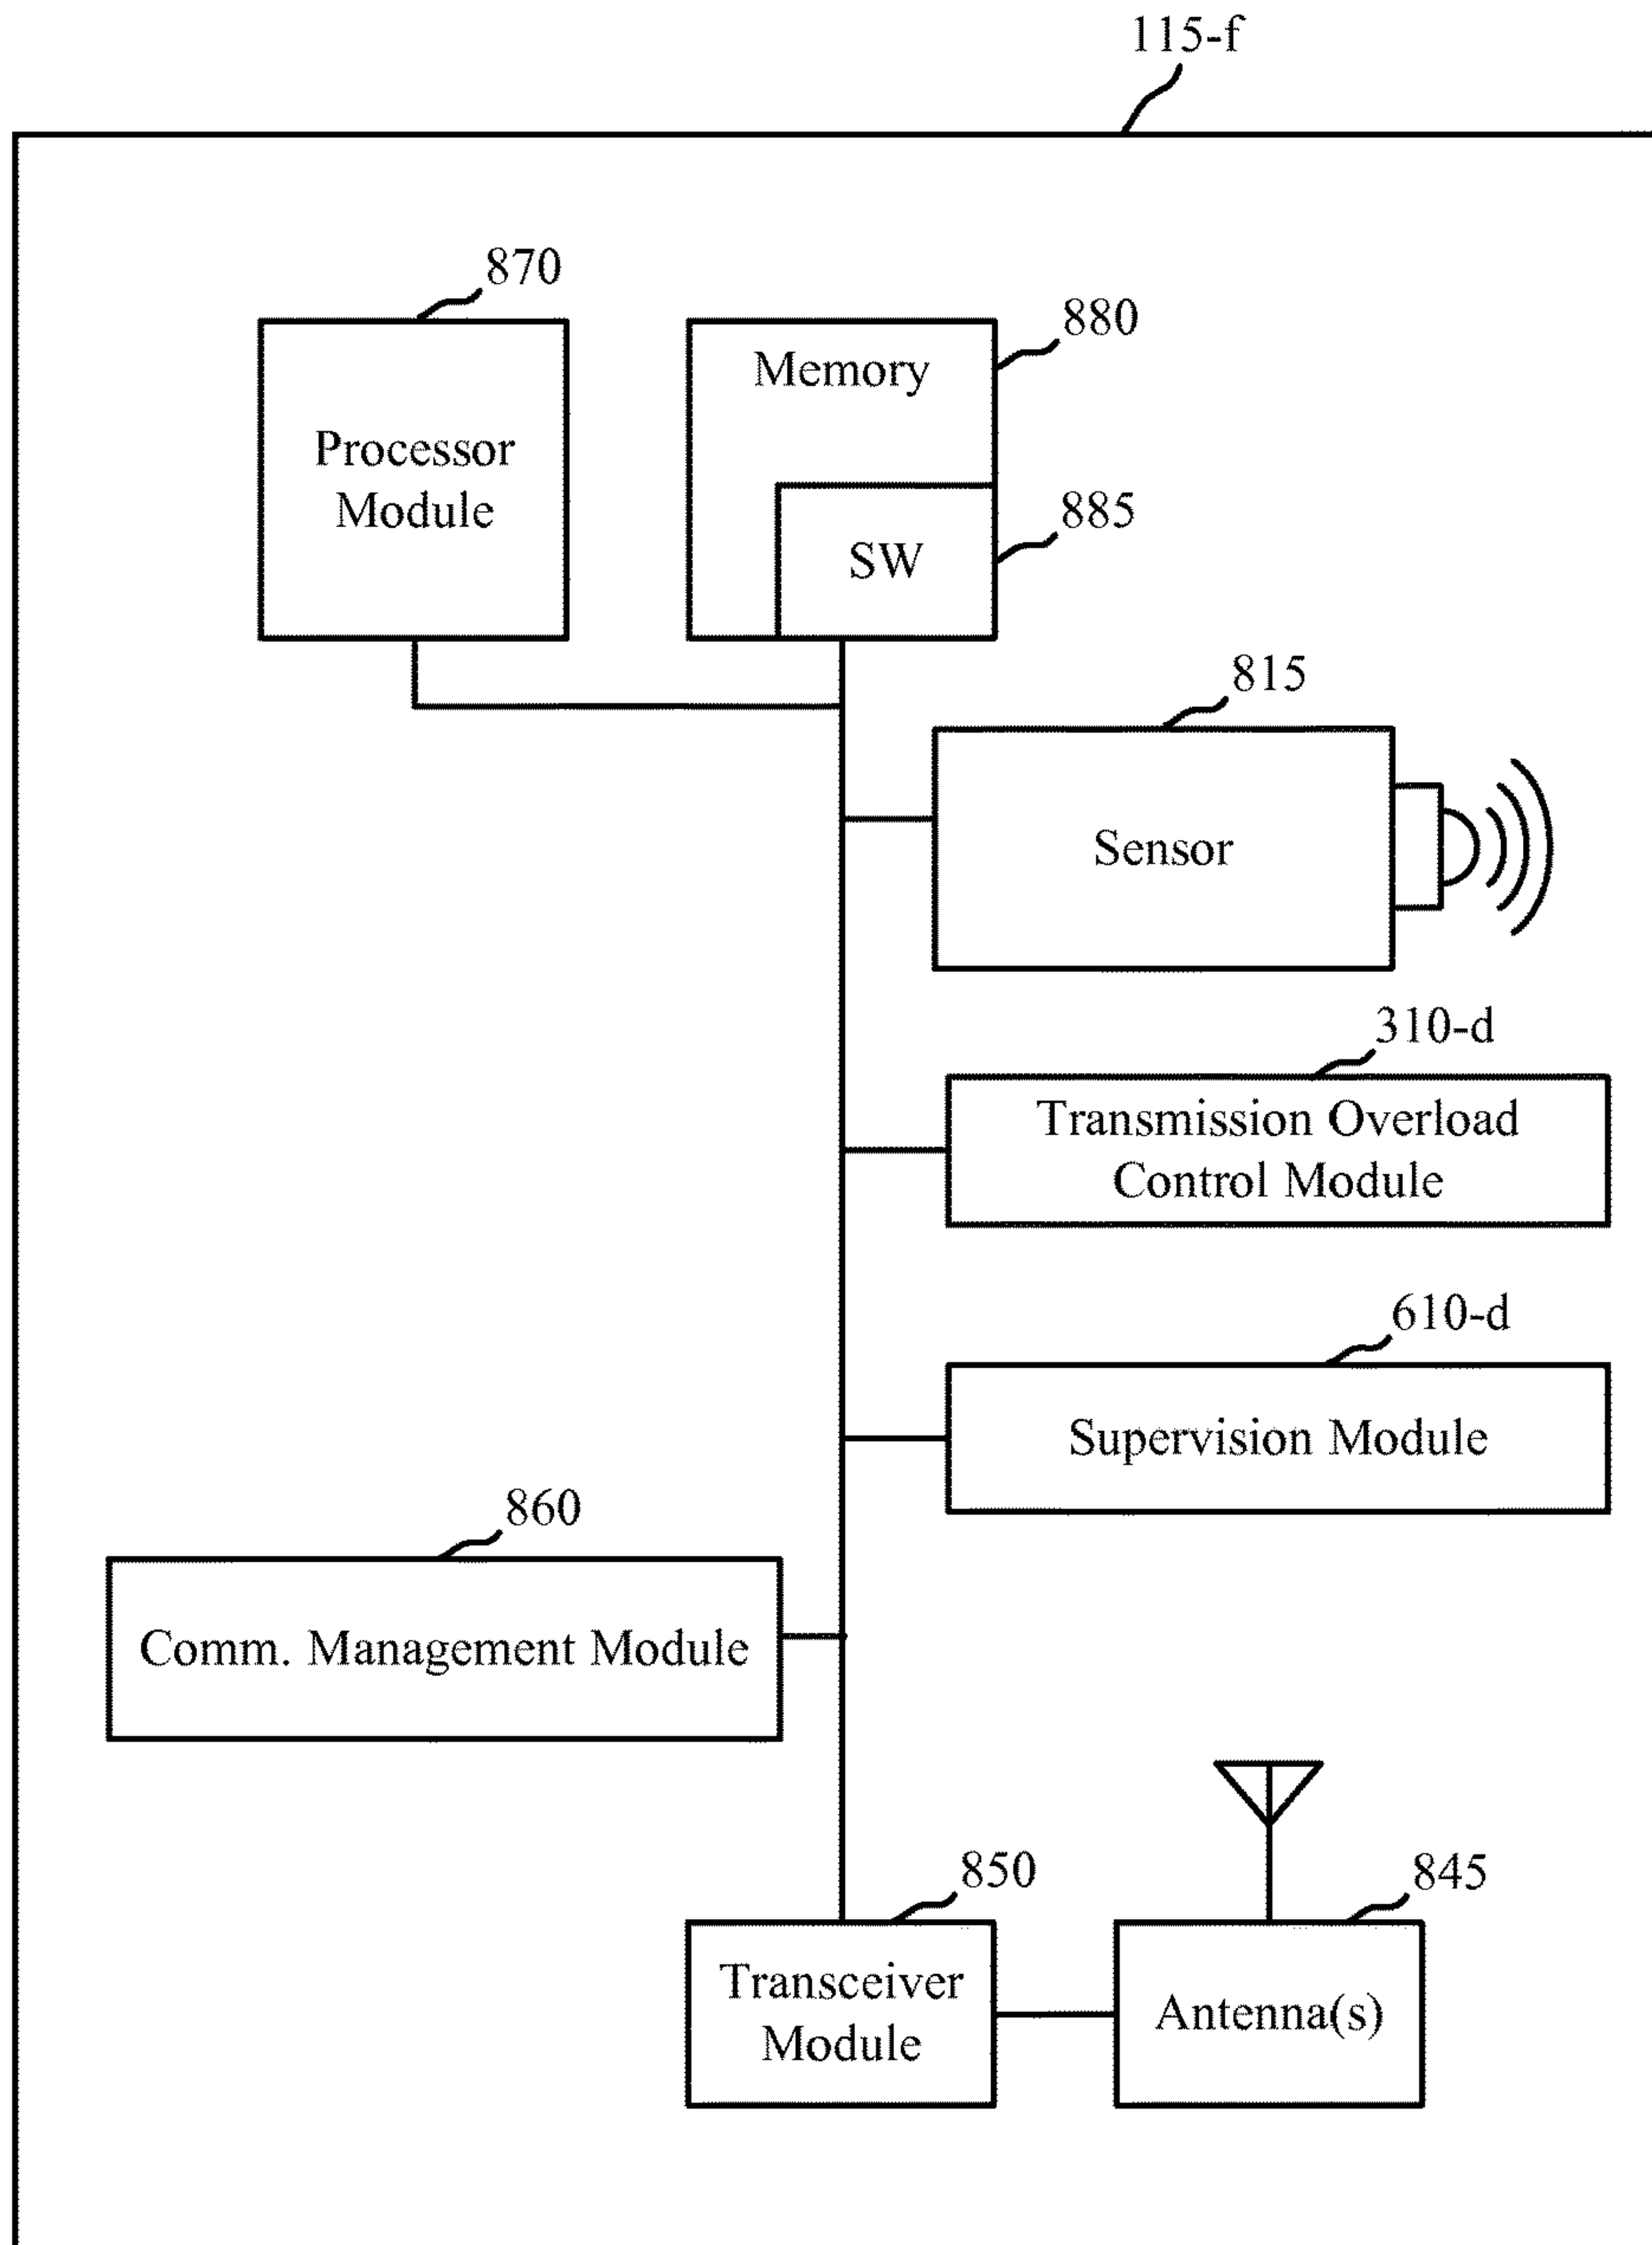 115-f
870
880
Memory
Processor
Module
885
SW
815
Sensor
310-d
Transmission Overload
Control Module
610-d
Supervision Module
860
Comm. Management Module
850
845
Transceiver
Module
Antenna(s)